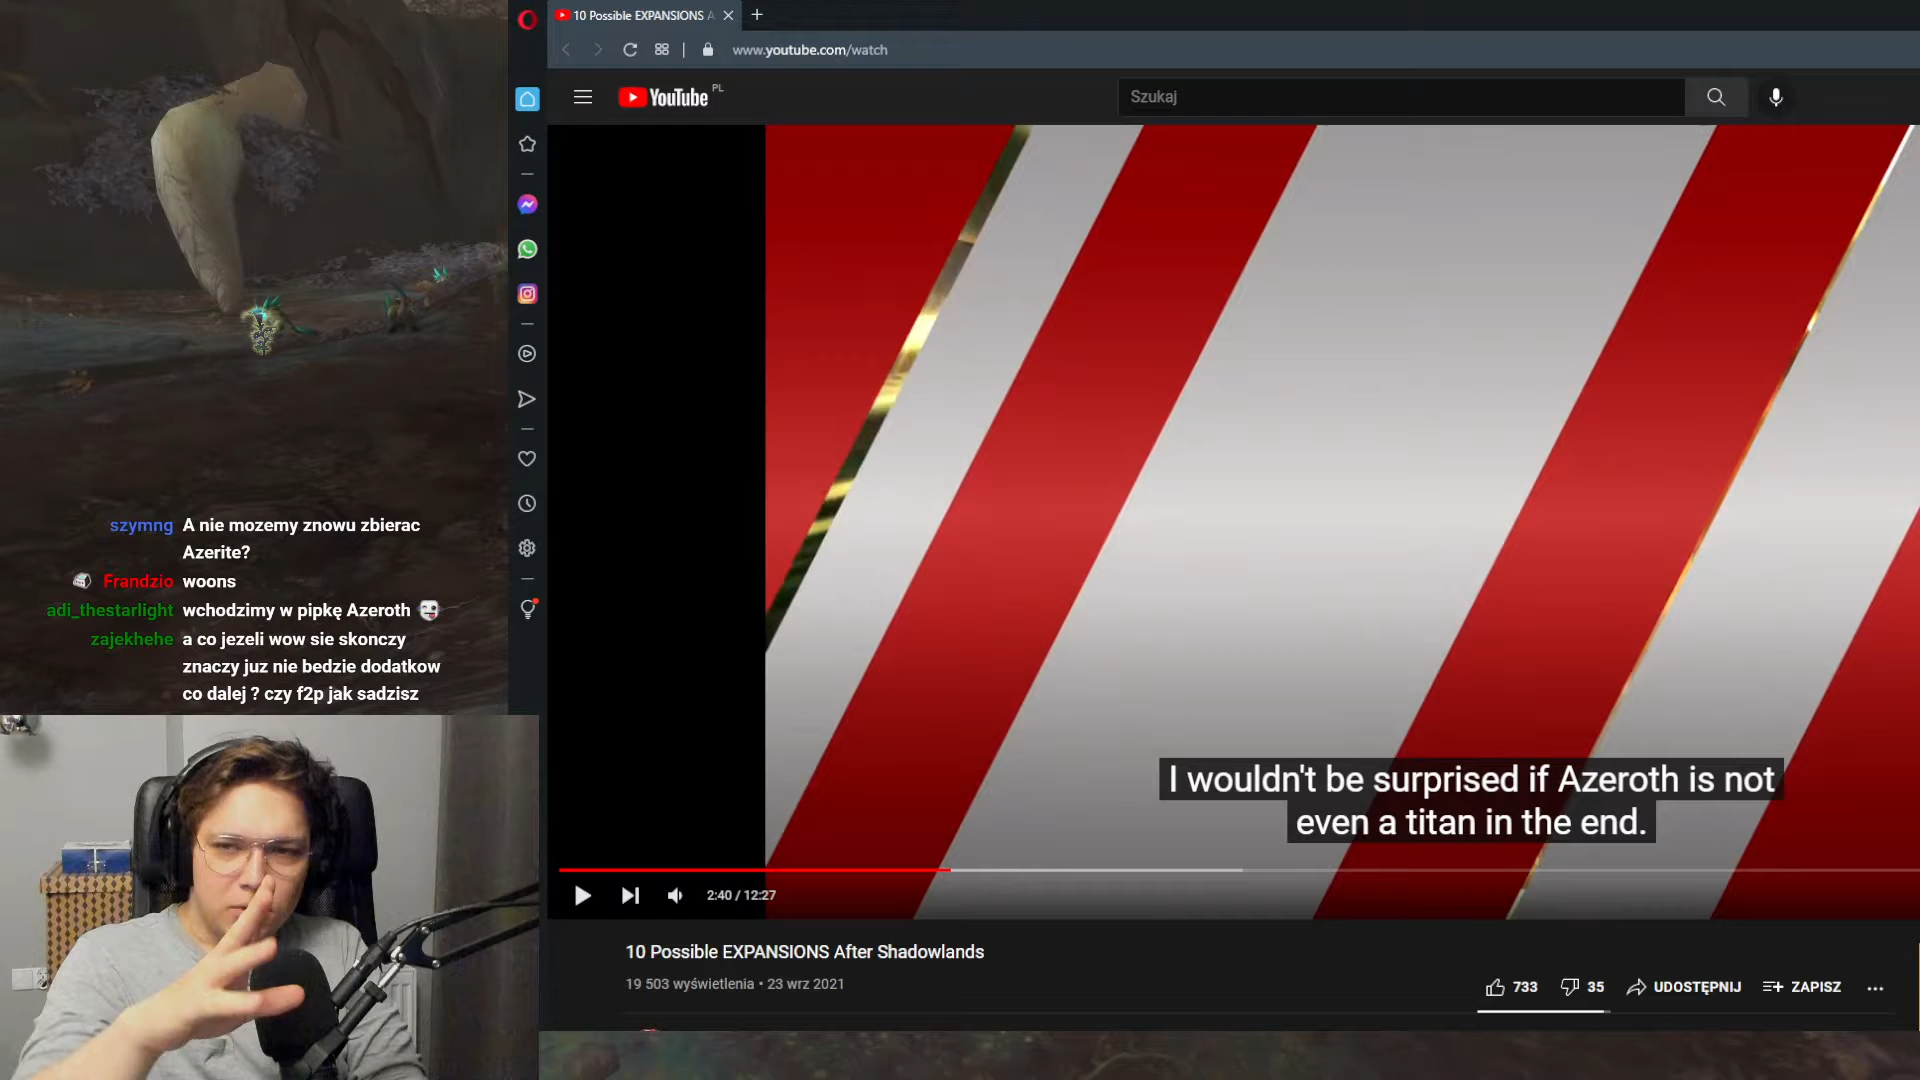 10 Possible EXPANSIONS A
www.youtube.com/watch
YouTube PL
Szukaj
szymng A nie mozemy znowu zbierac
Azerite?
Frandzio woons
adi_thestarlight wchodzimy w pipkę Azeroth
zajekhehe a co jezeli wow sie skonczy
znaczy juz nie bedzie dodatkow
co dalej ? czy f2p jak sadzisz
I wouldn't be surprised if Azeroth is not
even a titan in the end.
2:40 / 12:27
10 Possible EXPANSIONS After Shadowlands
19 503 wyświetlenia • 23 wrz 2021
733 35 UDOSTĘPNIJ ZAPISZ